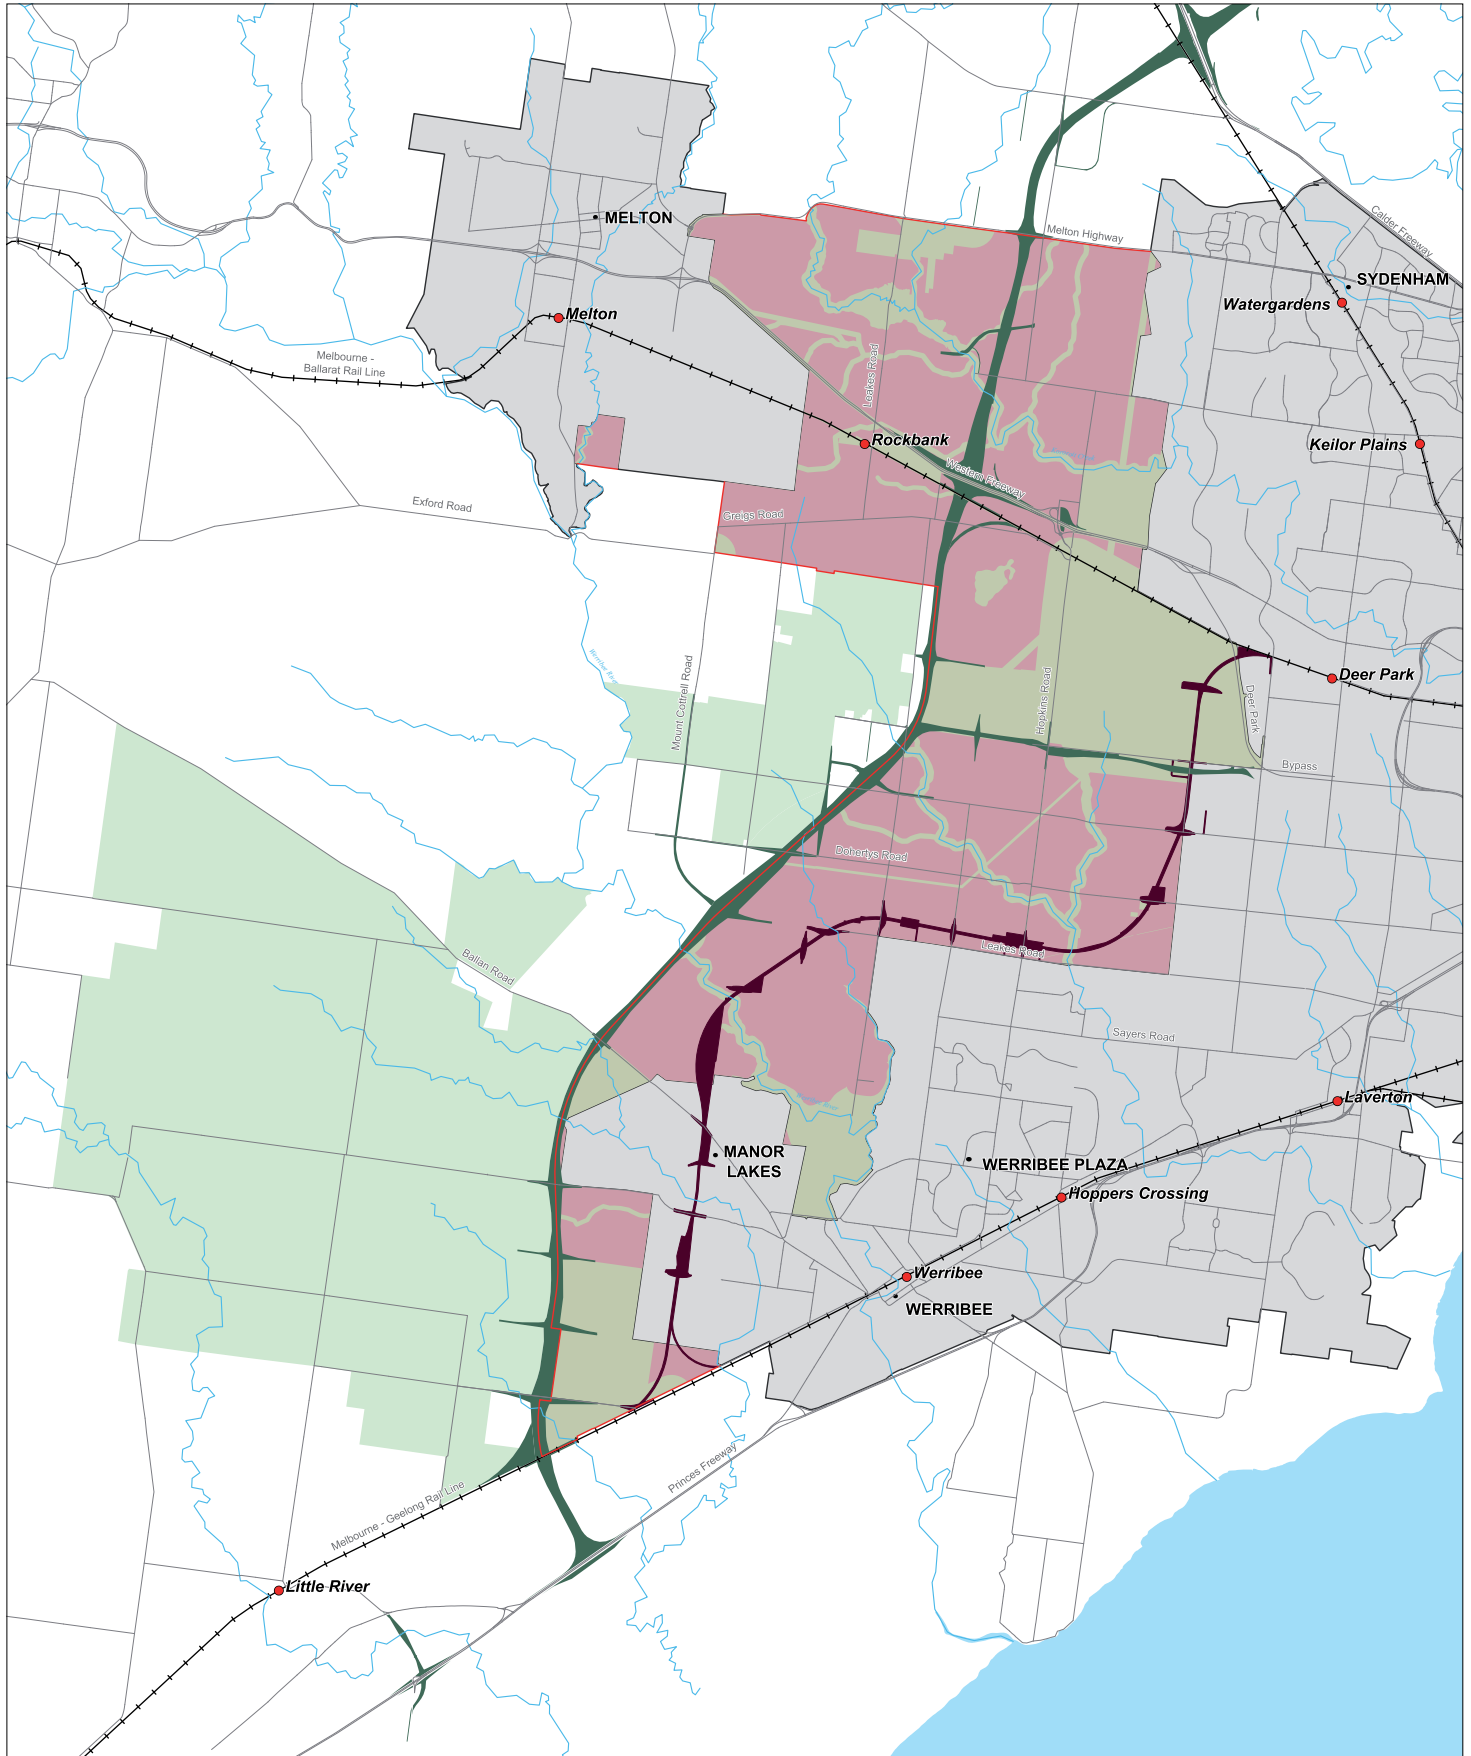 Calder Freeway
MELTON
Melton Highway
SYDENHAM
Watergardens
Melton
Melbourne -
Ballarat Rail Line
Leakes Road
Rockbank
Keilor Plains
Western Freeway
Exford Road
Greigs Road
Werribee River
Mount Cottrell Road
Hopkins Road
Deer Park
Deer Park
Bypass
Dohertys Road
Leakes Road
Ballan Road
Sayers Road
Laverton
MANOR
LAKES
WERRIBEE PLAZA
Hoppers Crossing
Werribee
WERRIBEE
Princes Freeway
Melbourne - Geelong Rail Line
Little River